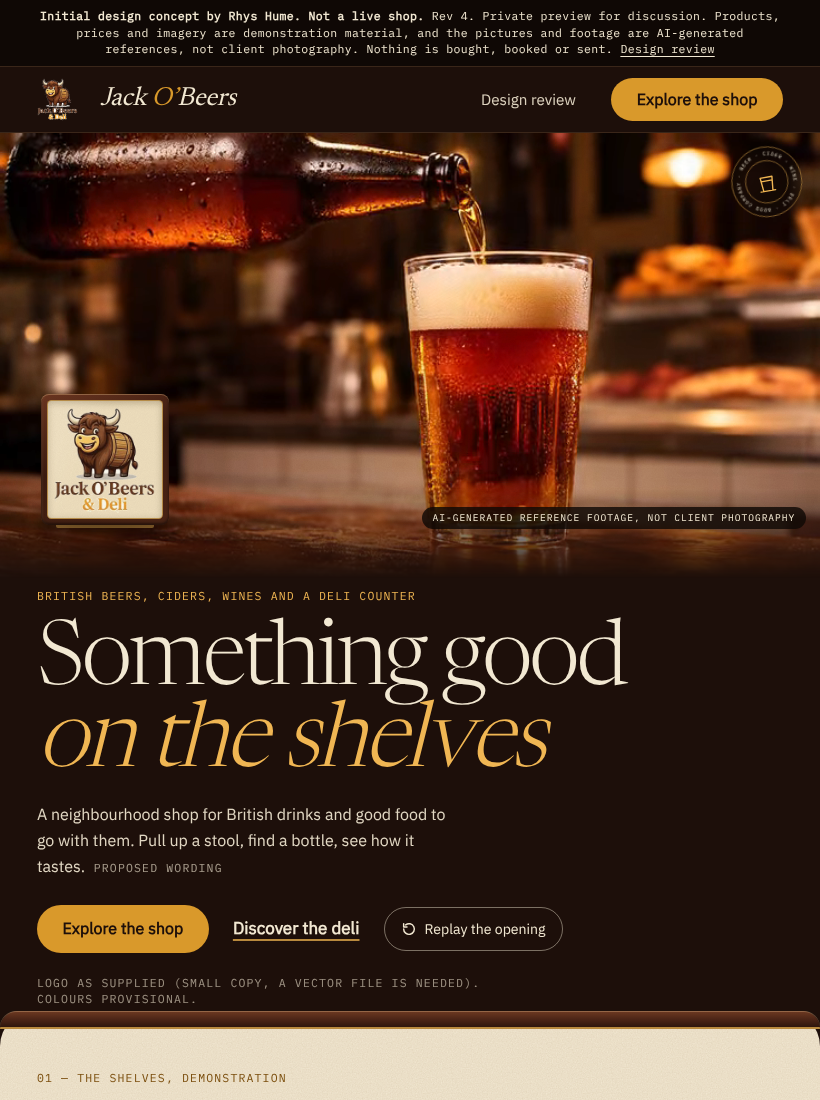 Initial design concept by Rhys Hume. Not a live shop. Rev 4. Private preview for discussion. Products,
prices and imagery are demonstration material, and the pictures and footage are AI-generated
references, not client photography. Nothing is bought, booked or sent. Design review
Jack O'Beers
& Deli
Jack O’Beers
Design review
Explore the shop
Jack O'Beers
& Deli
AI-GENERATED REFERENCE FOOTAGE, NOT CLIENT PHOTOGRAPHY
BRITISH BEERS, CIDERS, WINES AND A DELI COUNTER
Something good
on the shelves
A neighbourhood shop for British drinks and good food to
go with them. Pull up a stool, find a bottle, see how it
tastes. PROPOSED WORDING
Explore the shop
Discover the deli
Replay the opening
LOGO AS SUPPLIED (SMALL COPY, A VECTOR FILE IS NEEDED).
COLOURS PROVISIONAL.
01 — THE SHELVES, DEMONSTRATION